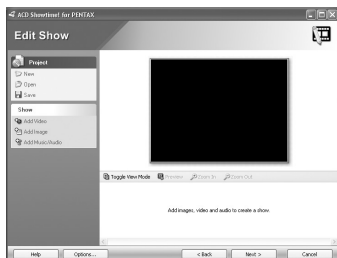 ACD Showtime! for PENTAX
Edit Show
Project
New
Open
Save
Show
Add Video
Add Image
Add Music/Audio
Toggle View Mode Preview Zoom In Zoom Out
Add images, video and audio to create a show.
Help Options... < Back Next > Cancel